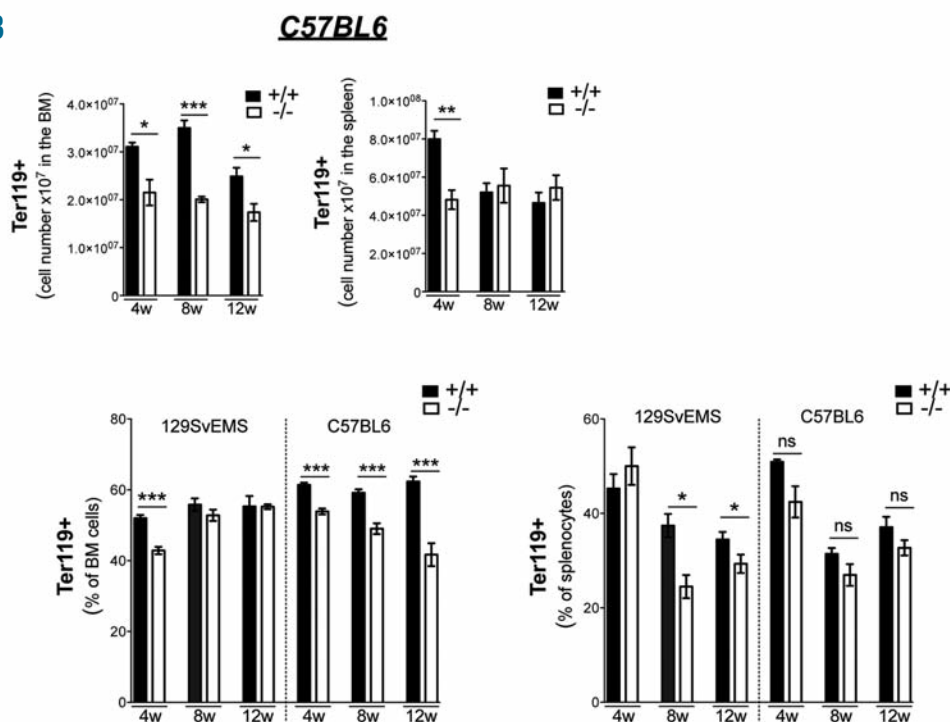 B
C57BL6
+/+
-/-
Ter119+
(cell number x10⁷ in the BM)
4.0×10⁰⁷
3.0×10⁰⁷
2.0×10⁰⁷
1.0×10⁰⁷
0
*
***
*
4w
8w
12w
+/+
-/-
Ter119+
(cell number x10⁷ in the spleen)
1.0×10⁰⁸
8.0×10⁰⁷
6.0×10⁰⁷
4.0×10⁰⁷
2.0×10⁰⁷
0
**
4w
8w
12w
+/+
-/-
Ter119+
(% of BM cells)
80
60
40
20
0
129SvEMS
C57BL6
***
***
***
***
4w
8w
12w
4w
8w
12w
+/+
-/-
Ter119+
(% of splenocytes)
60
40
20
0
129SvEMS
C57BL6
*
*
ns
ns
ns
4w
8w
12w
4w
8w
12w